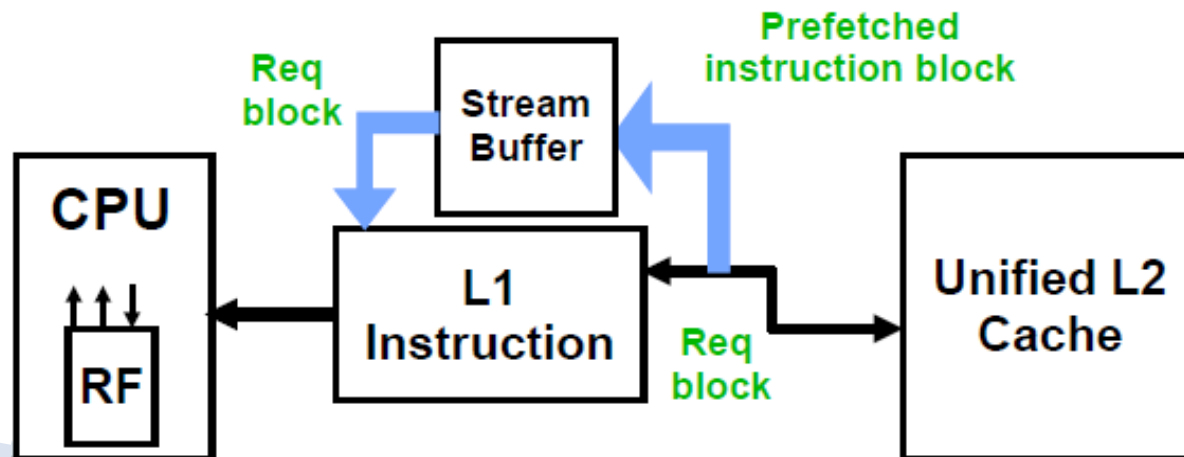 Prefetched
instruction block
Req
block
Stream
Buffer
CPU
RF
L1
Instruction
Req
block
Unified L2
Cache